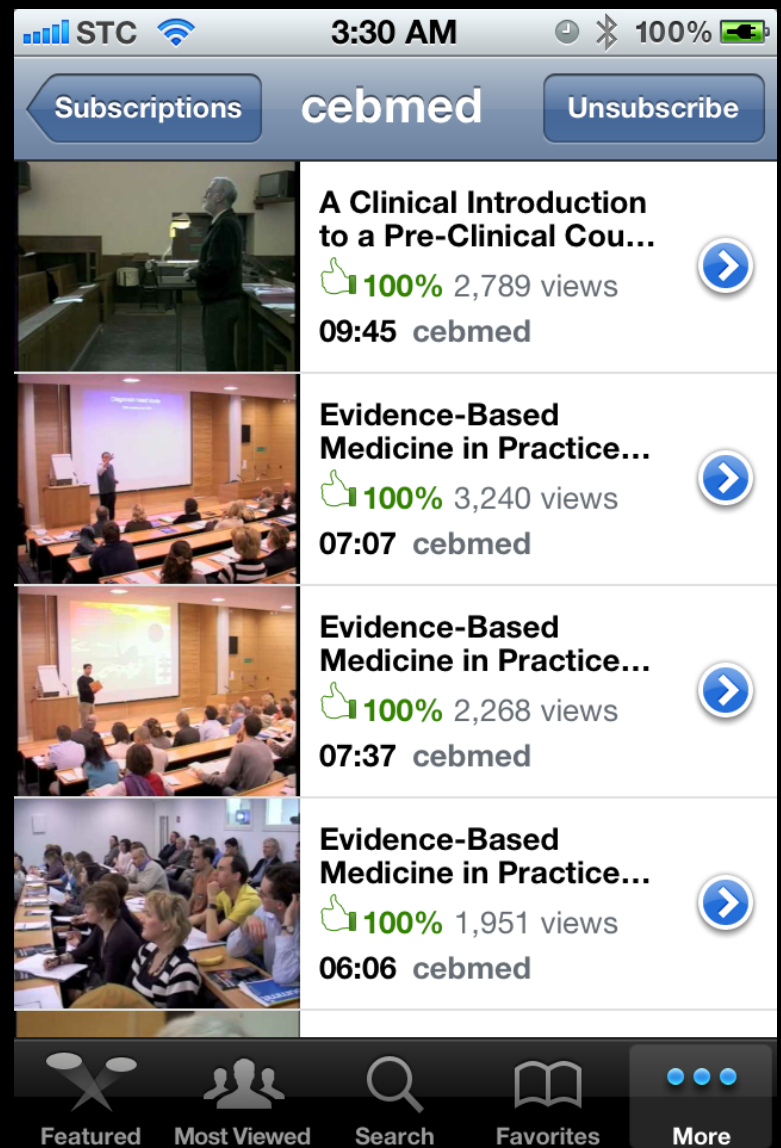 STC 3:30 AM 100%
Subscriptions cebmed Unsubscribe
A Clinical Introduction
to a Pre-Clinical Cou...
100% 2,789 views
09:45 cebmed
Evidence-Based
Medicine in Practice...
100% 3,240 views
07:07 cebmed
Evidence-Based
Medicine in Practice...
100% 2,268 views
07:37 cebmed
Evidence-Based
Medicine in Practice...
100% 1,951 views
06:06 cebmed
Featured Most Viewed Search Favorites More